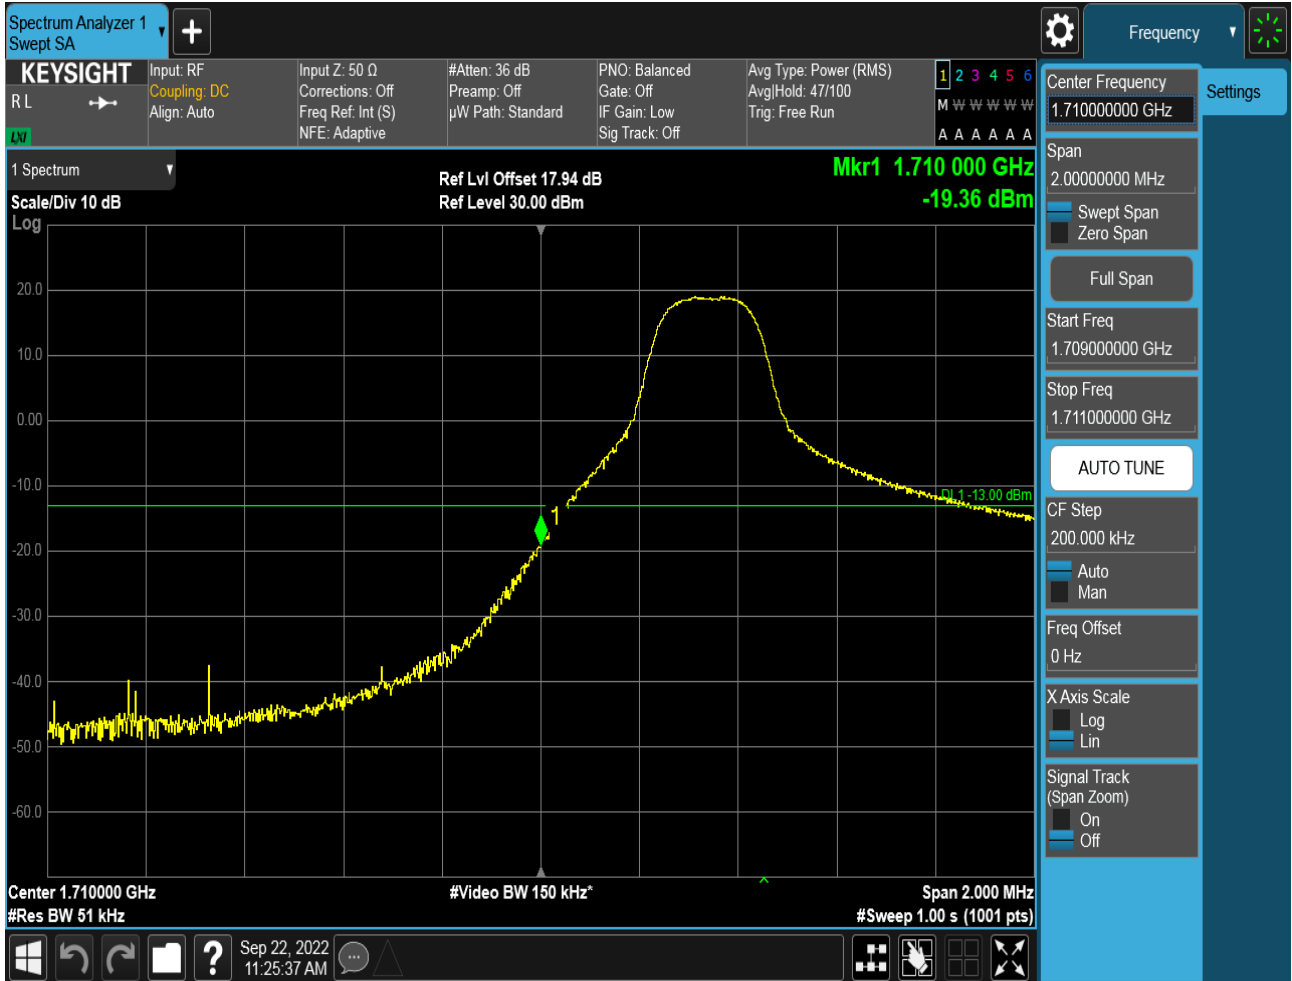 Spectrum Analyzer 1
Swept SA
Frequency
KEYSIGHT
R L
LXI
Input: RF
Coupling: DC
Align: Auto
Input Z: 50 Ω
Corrections: Off
Freq Ref: Int (S)
NFE: Adaptive
#Atten: 36 dB
Preamp: Off
µW Path: Standard
PNO: Balanced
Gate: Off
IF Gain: Low
Sig Track: Off
Avg Type: Power (RMS)
Avg|Hold: 47/100
Trig: Free Run
1 2 3 4 5 6
M W W W W W
A A A A A A
1 Spectrum
Scale/Div 10 dB
Log
Ref Lvl Offset 17.94 dB
Ref Level 30.00 dBm
Mkr1 1.710 000 GHz
-19.36 dBm
20.0
10.0
0.00
-10.0
-20.0
-30.0
-40.0
-50.0
-60.0
DL1 -13.00 dBm
1
Center 1.710000 GHz
#Res BW 51 kHz
#Video BW 150 kHz*
Span 2.000 MHz
#Sweep 1.00 s (1001 pts)
Sep 22, 2022
11:25:37 AM
Center Frequency
1.710000000 GHz
Settings
Span
2.00000000 MHz
Swept Span
Zero Span
Full Span
Start Freq
1.709000000 GHz
Stop Freq
1.711000000 GHz
AUTO TUNE
CF Step
200.000 kHz
Auto
Man
Freq Offset
0 Hz
X Axis Scale
Log
Lin
Signal Track
(Span Zoom)
On
Off